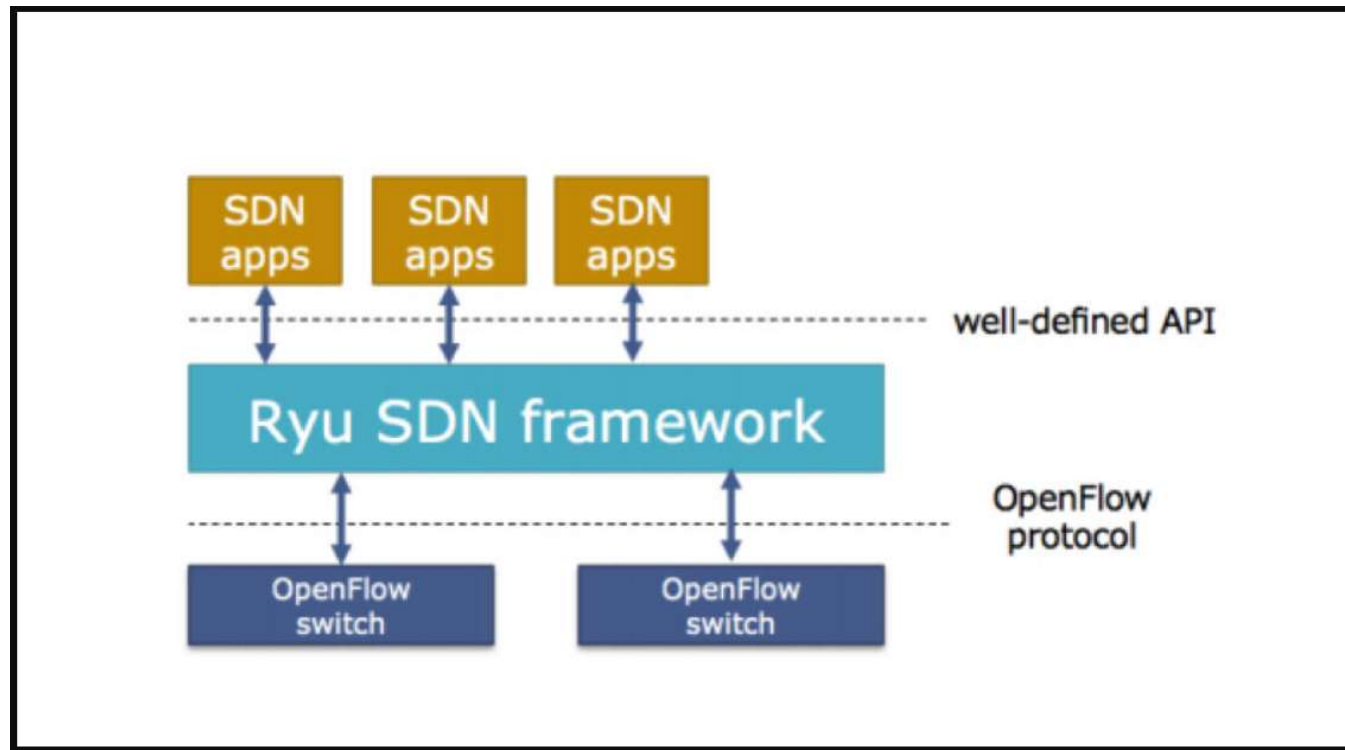 SDN
apps
SDN
apps
SDN
apps
well-defined API
Ryu SDN framework
OpenFlow
protocol
OpenFlow
switch
OpenFlow
switch